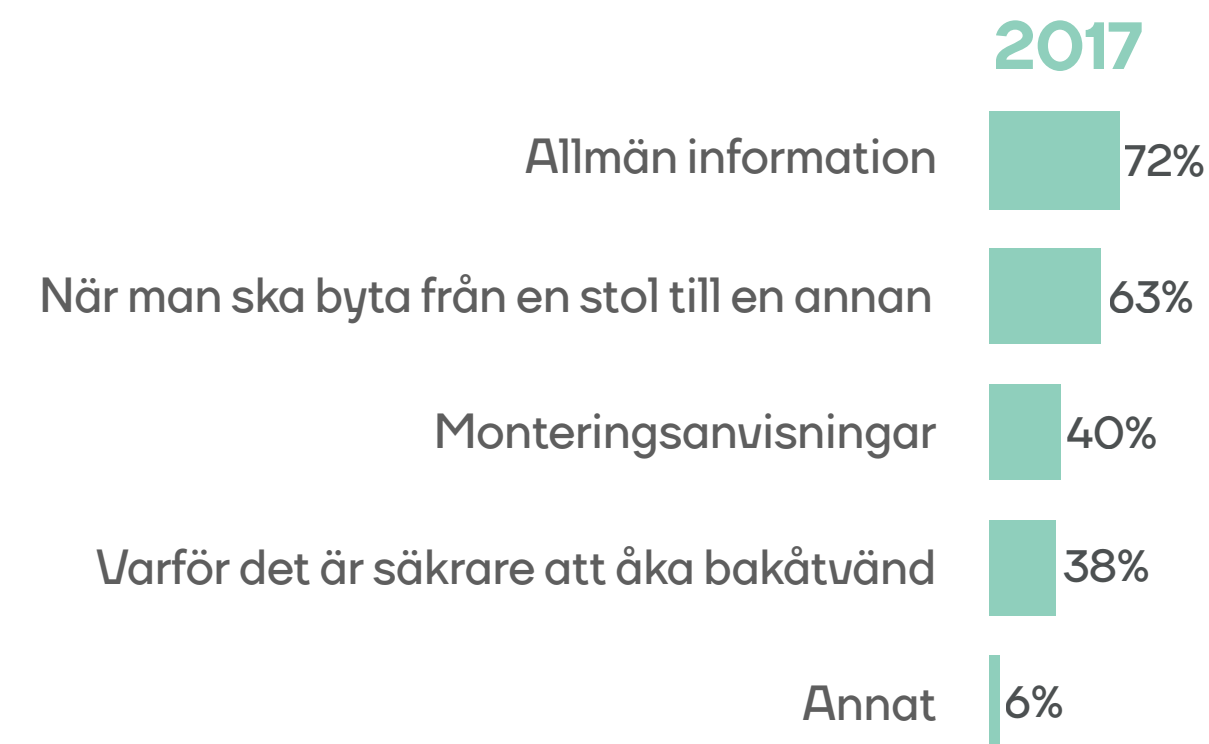 2017
Allmän information 72%
När man ska byta från en stol till en annan 63%
Monteringsanvisningar 40%
Varför det är säkrare att åka bakåtvänd 38%
Annat 6%